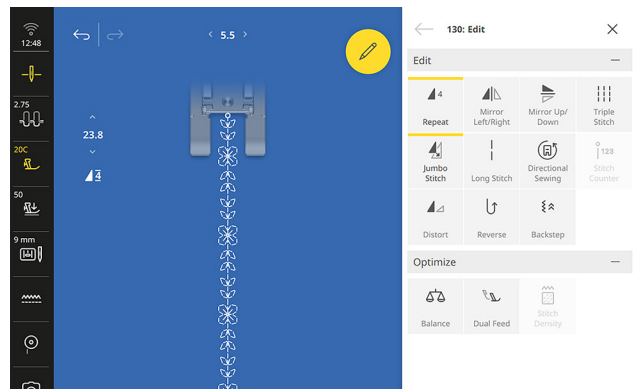 12:48
2.75
20C
50
9 mm
5.5
23.8
4
130: Edit
Edit
4
Repeat
Mirror
Left/Right
Mirror Up/
Down
Triple
Stitch
Jumbo
Stitch
Long Stitch
Directional
Sewing
123
Stitch
Counter
Distort
Reverse
Backstep
Optimize
Balance
Dual Feed
Stitch
Density